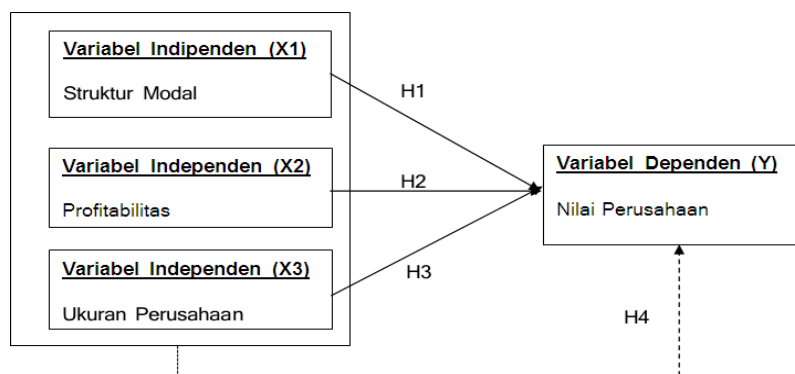 Variabel Indipenden (X1)
Struktur Modal
H1
Variabel Independen (X2)
Profitabilitas
H2
Variabel Dependen (Y)
Nilai Perusahaan
Variabel Independen (X3)
Ukuran Perusahaan
H3
H4